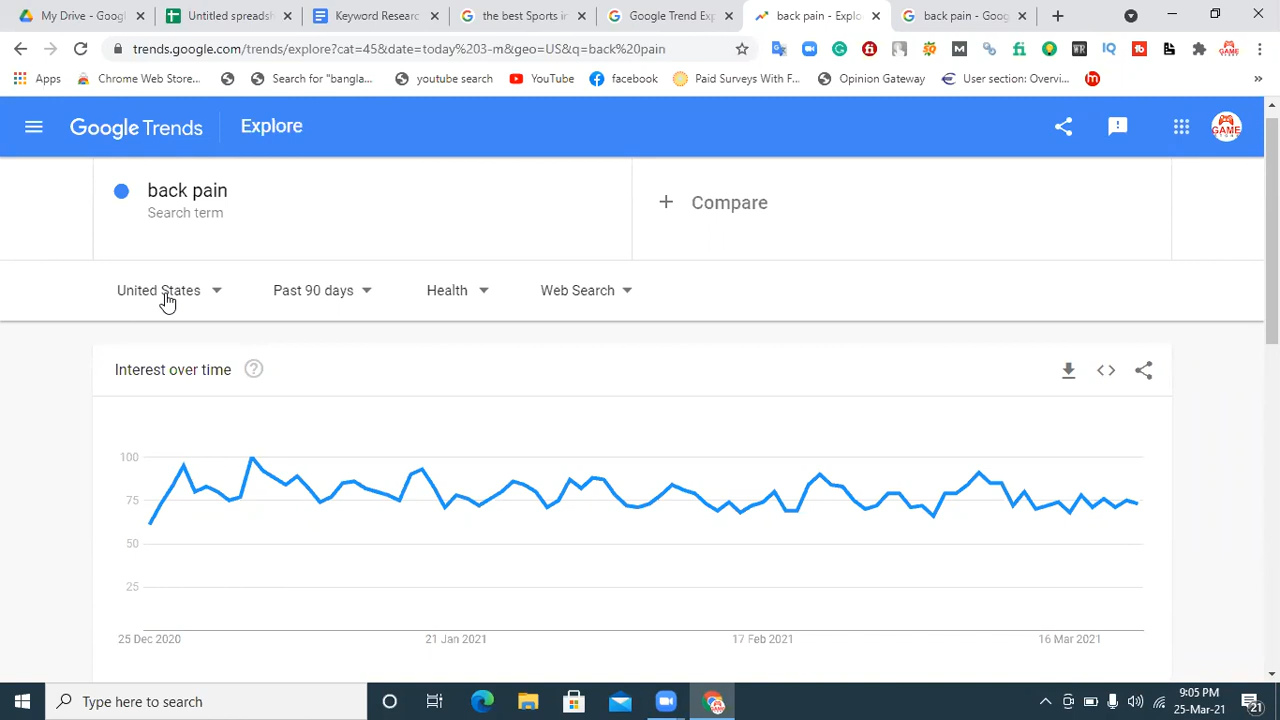 My Drive - Googl
Untitled spreadsh
Keyword Researc
the best Sports in
Google Trend Exp
back pain - Explo
back pain - Goog
trends.google.com/trends/explore?cat=45&date=today%203-m&geo=US&q=back%20pain
Apps
Chrome Web Store...
Search for "bangla...
youtube search
YouTube
facebook
Paid Surveys With F...
Opinion Gateway
User section: Overvi...
»
Google Trends
Explore
GAME
back pain
Search term
+ Compare
United States
Past 90 days
Health
Web Search
Interest over time
100
75
50
25
25 Dec 2020
21 Jan 2021
17 Feb 2021
16 Mar 2021
Type here to search
9:05 PM
25-Mar-21
21